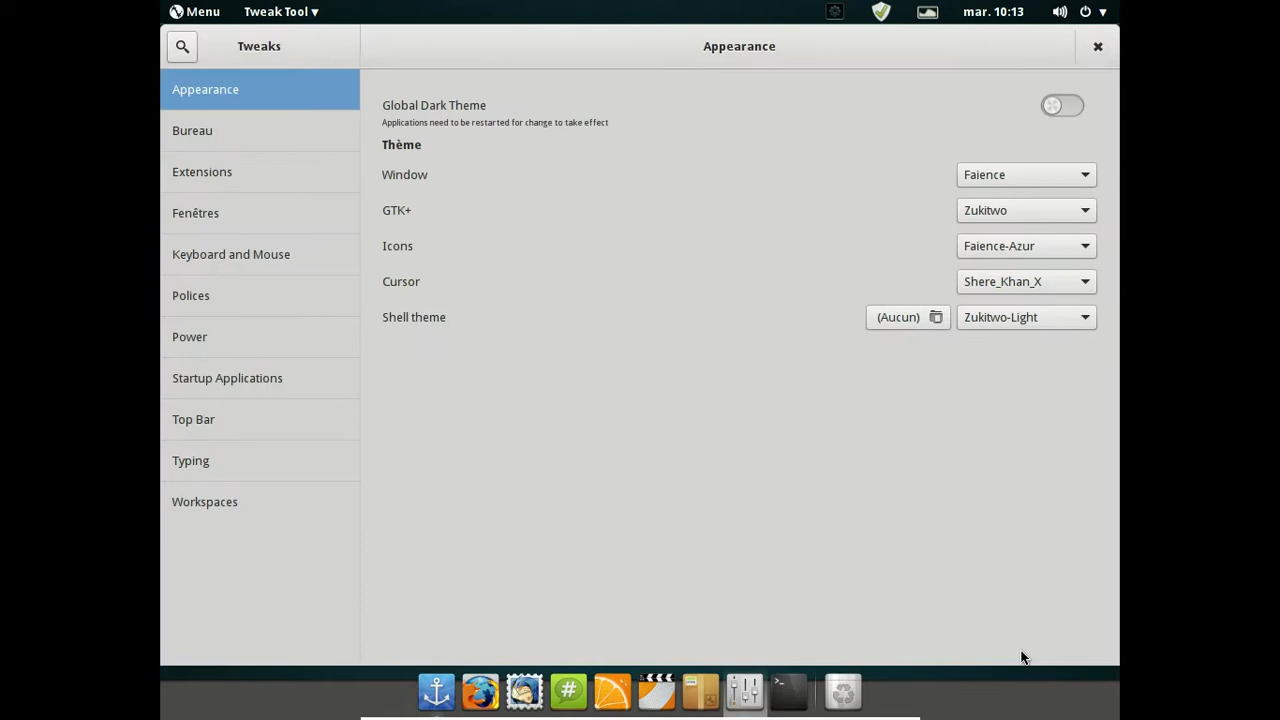 Menu
Tweak Tool ▾
mar. 10:13
Tweaks
Appearance
Appearance
Bureau
Extensions
Fenêtres
Keyboard and Mouse
Polices
Power
Startup Applications
Top Bar
Typing
Workspaces
Global Dark Theme
Applications need to be restarted for change to take effect
Thème
Window
Faience
GTK+
Zukitwo
Icons
Faience-Azur
Cursor
Shere_Khan_X
Shell theme
(Aucun)
Zukitwo-Light